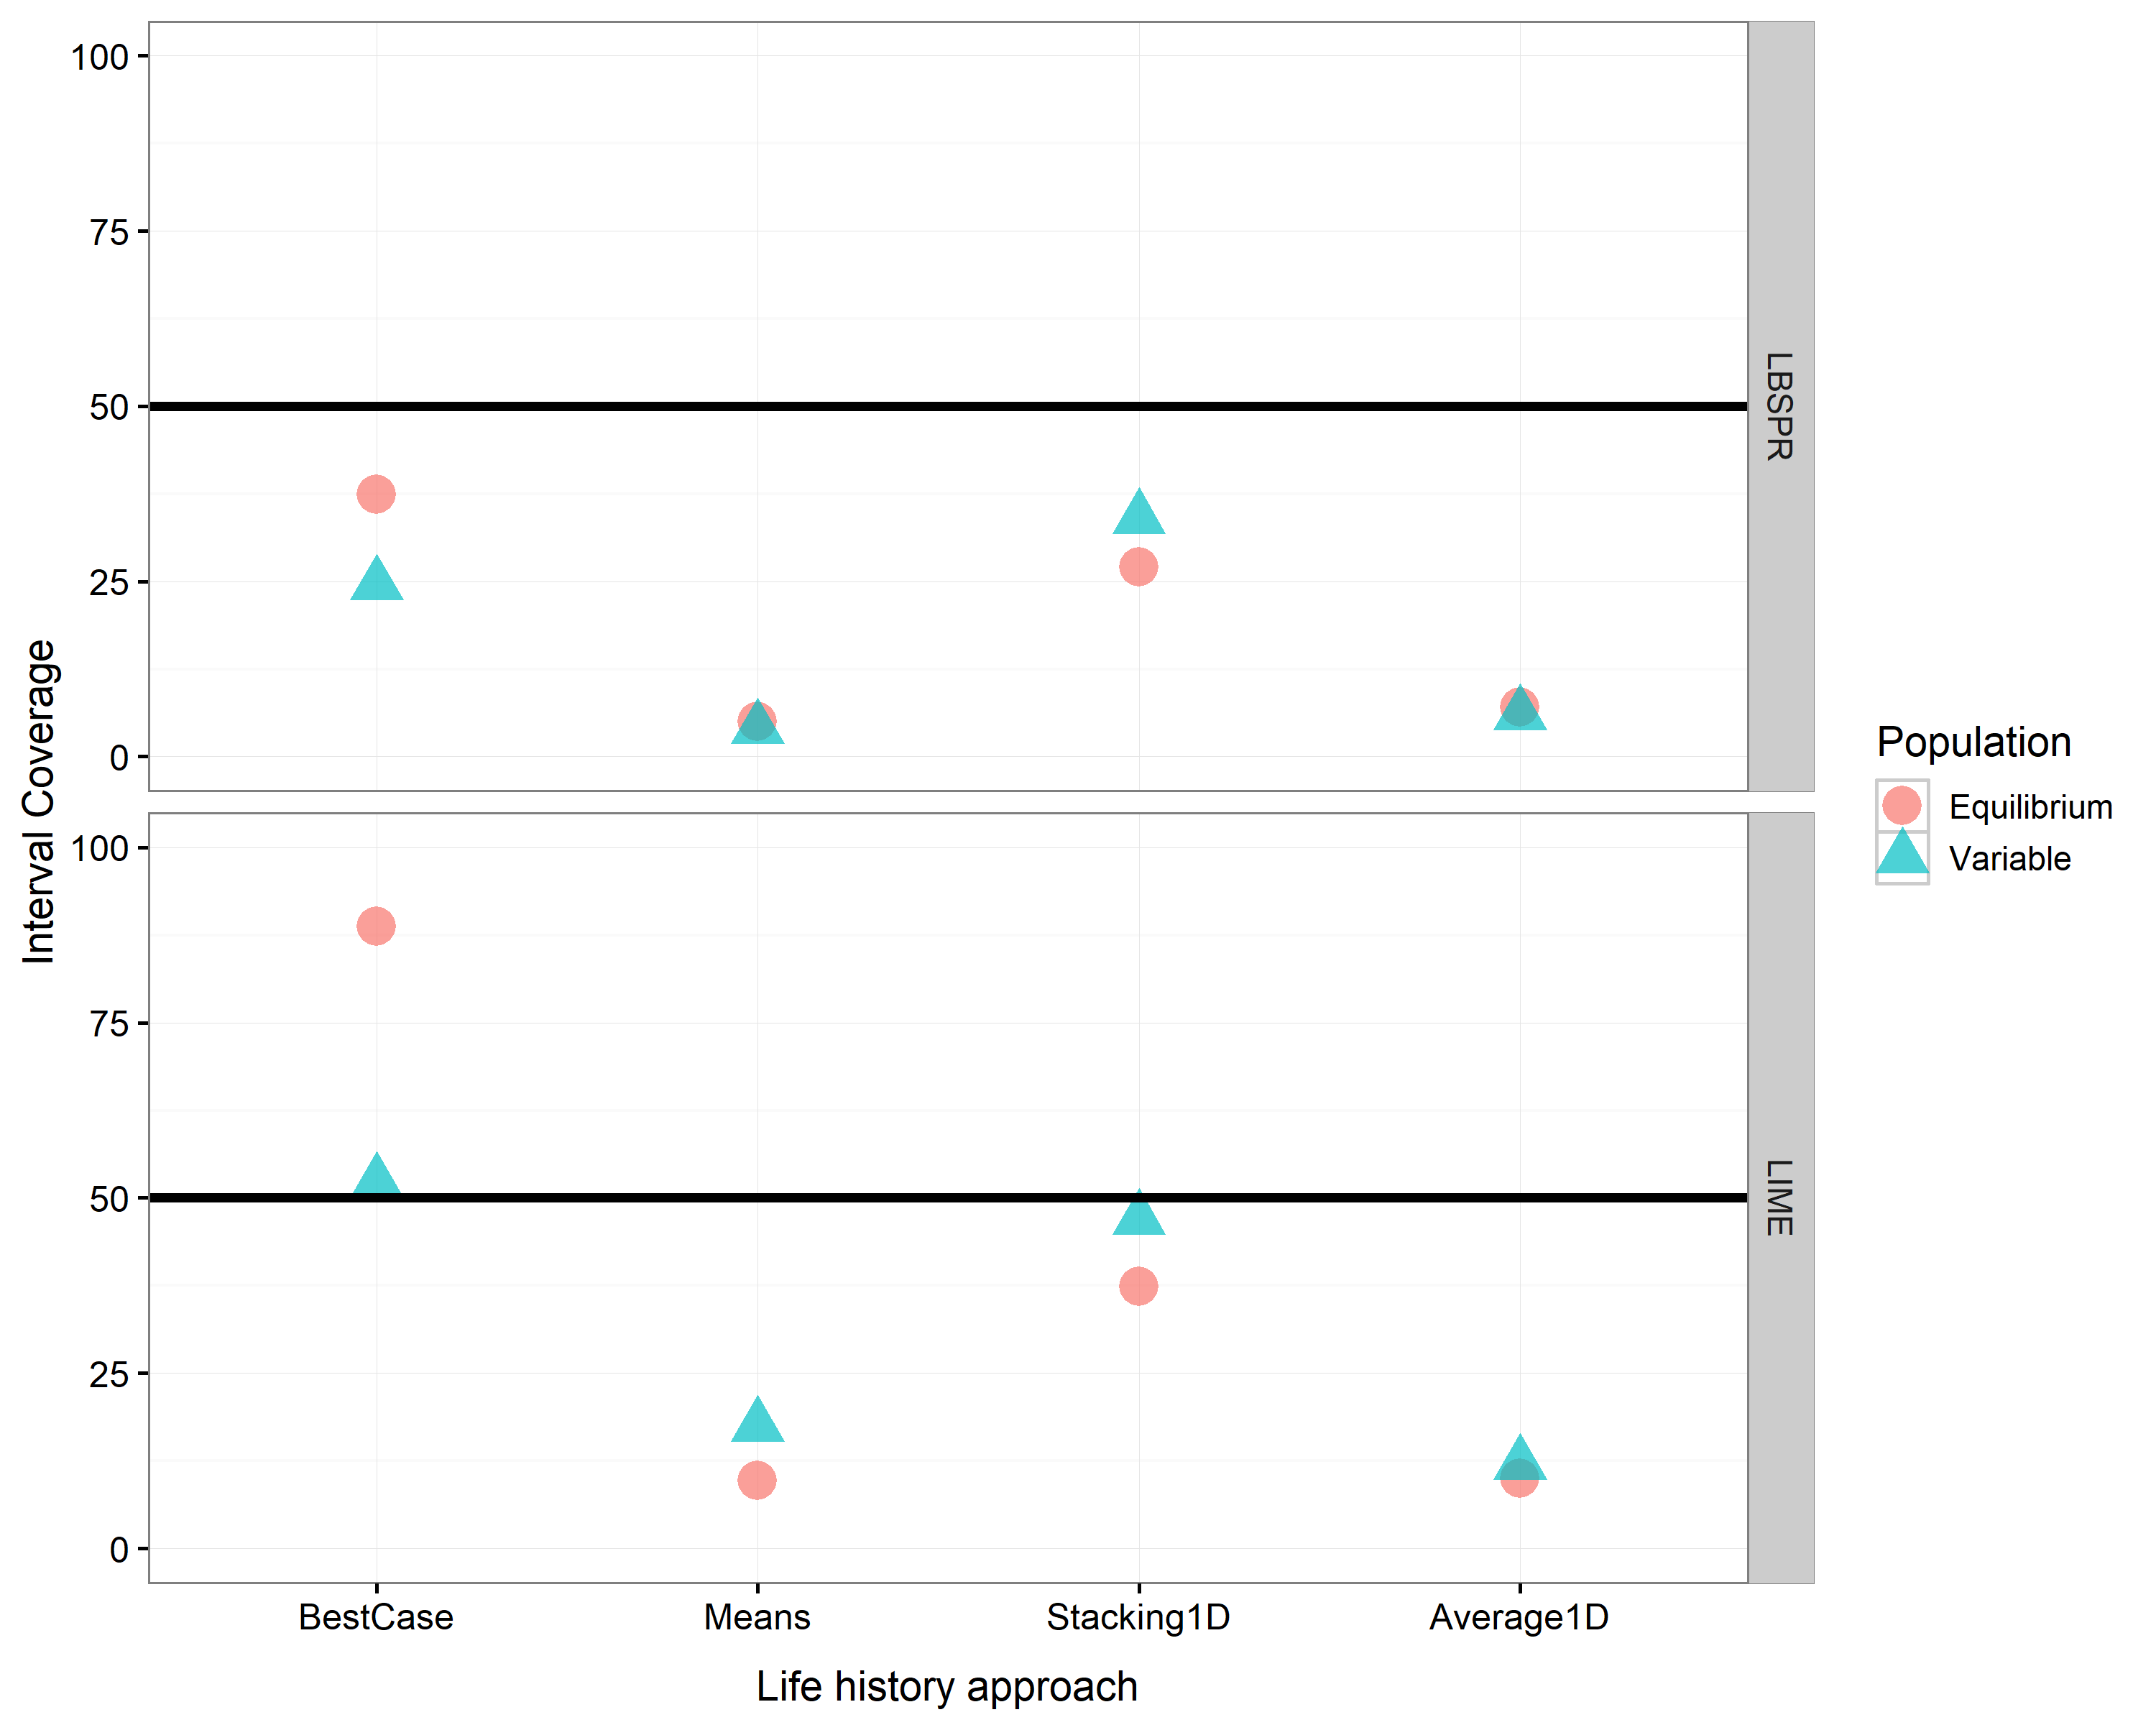 Interval Coverage
100
75
50
25
0
LBSPR
100
75
50
25
0
LIME
BestCase Means Stacking1D Average1D
Life history approach
Population
Equilibrium
Variable